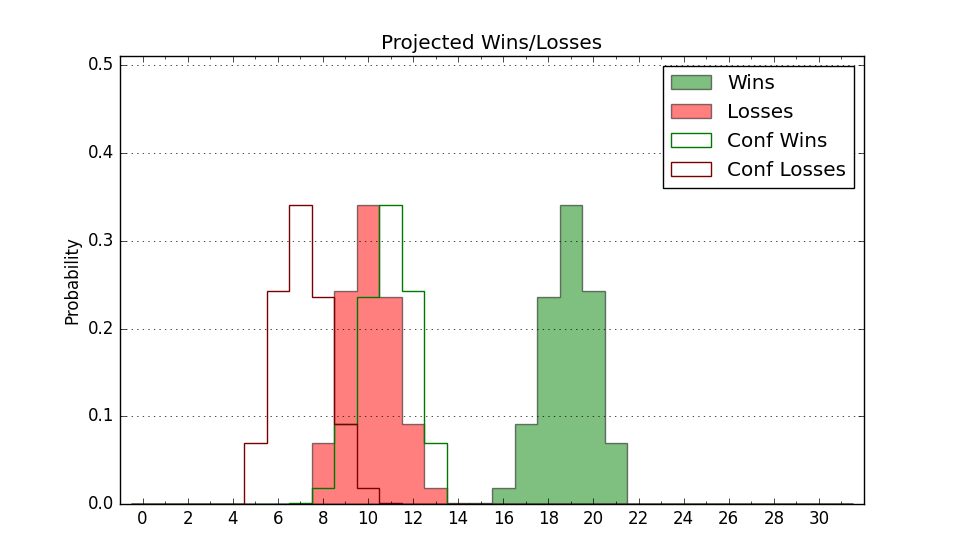 Projected Wins/Losses
0.5
0.4
0.3
0.2
0.1
0.0
Probability
Wins
Losses
Conf Wins
Conf Losses
0 2 4 6 8 10 12 14 16 18 20 22 24 26 28 30